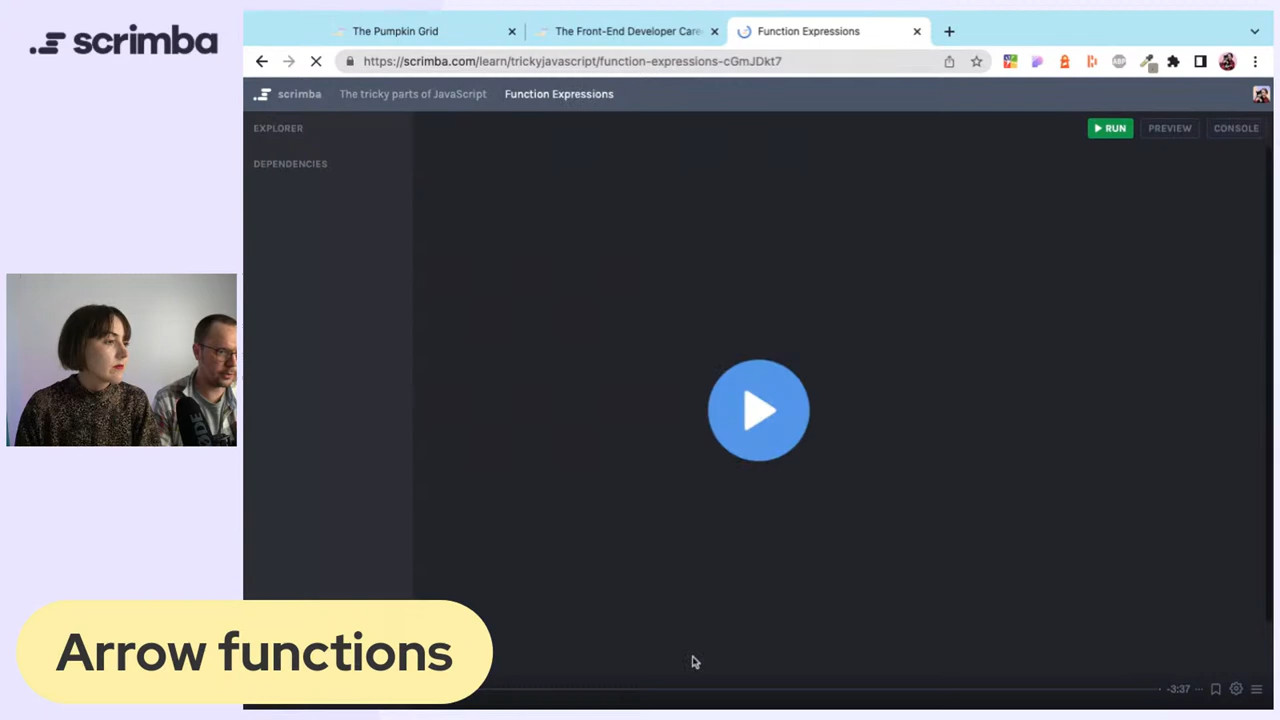 scrimba
The Pumpkin Grid
The Front-End Developer Care
Function Expressions
https://scrimba.com/learn/trickyjavascript/function-expressions-cGmJDkt7
scrimba
The tricky parts of JavaScript
Function Expressions
EXPLORER
RUN
PREVIEW
CONSOLE
DEPENDENCIES
Arrow functions
-3:37